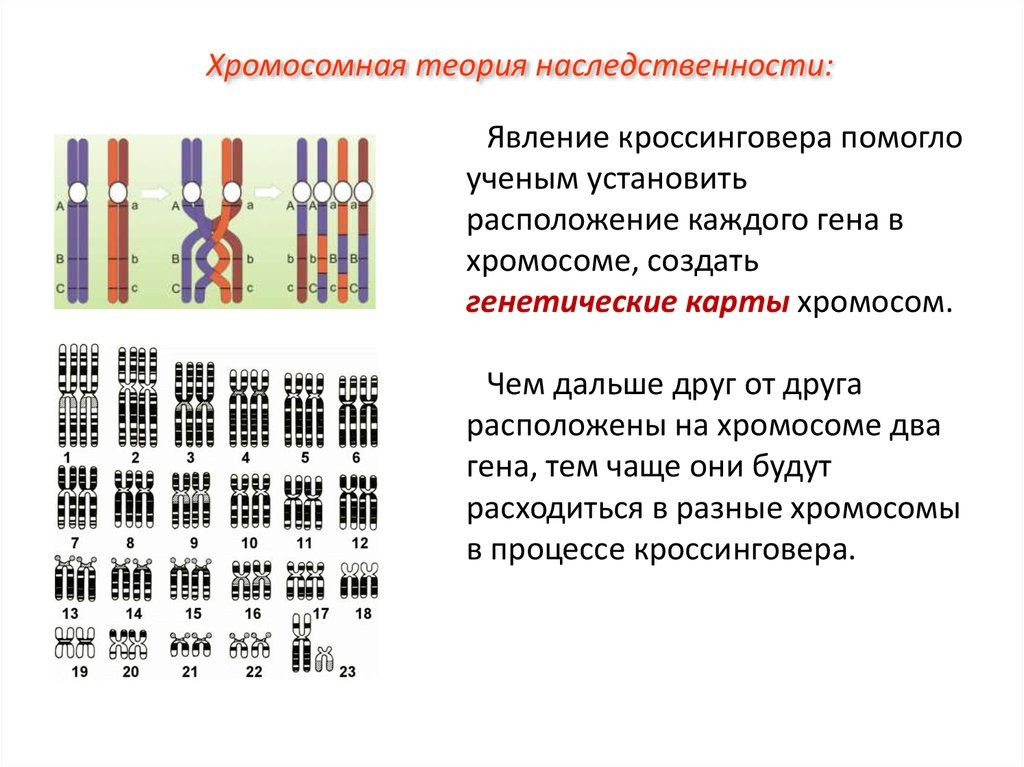 Хромосомная теория наследственности:
Явление кроссинговера помогло
ученым установить
расположение каждого гена в
хромосоме, создать
генетические карты хромосом.
Чем дальше друг от друга
расположены на хромосоме два
гена, тем чаще они будут
расходиться в разные хромосомы
в процессе кроссинговера.
A a A a A A a a
B b B b b b B B
C c C c c C C c
1 2 3 4 5 6
7 8 9 10 11 12
13 14 15 16 17 18
19 20 21 22 23